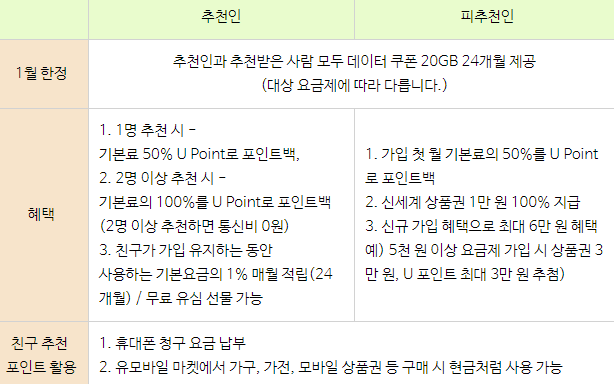 추천인
피추천인
1월 한정
추천인과 추천받은 사람 모두 데이터 쿠폰 20GB 24개월 제공
(대상 요금제에 따라 다릅니다.)
혜택
1. 1명 추천 시 -
기본료 50% U Point로 포인트백,
2. 2명 이상 추천 시 -
기본료의 100%를 U Point로 포인트백
(2명 이상 추천하면 통신비 0원)
3. 친구가 가입 유지하는 동안
사용하는 기본요금의 1% 매월 적립(24
개월) / 무료 유심 선물 가능
1. 가입 첫 월 기본료의 50%를 U Point
로 포인트백
2. 신세계 상품권 1만 원 100% 지급
3. 신규 가입 혜택으로 최대 6만 원 혜택
예) 5천 원 이상 요금제 가입 시 상품권 3
만 원, U 포인트 최대 3만 원 추첨)
친구 추천
포인트 활용
1. 휴대폰 청구 요금 납부
2. 유모바일 마켓에서 가구, 가전, 모바일 상품권 등 구매 시 현금처럼 사용 가능